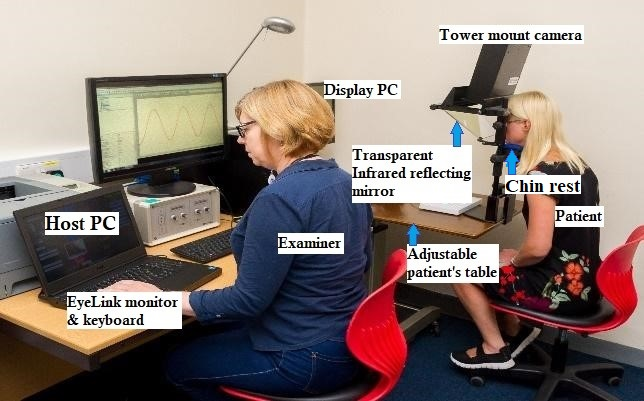 Tower mount camera
Display PC
Transparent
Infrared reflecting
mirror
Chin rest
Host PC
Patient
Examiner
Adjustable
patient's table
EyeLink monitor
& keyboard